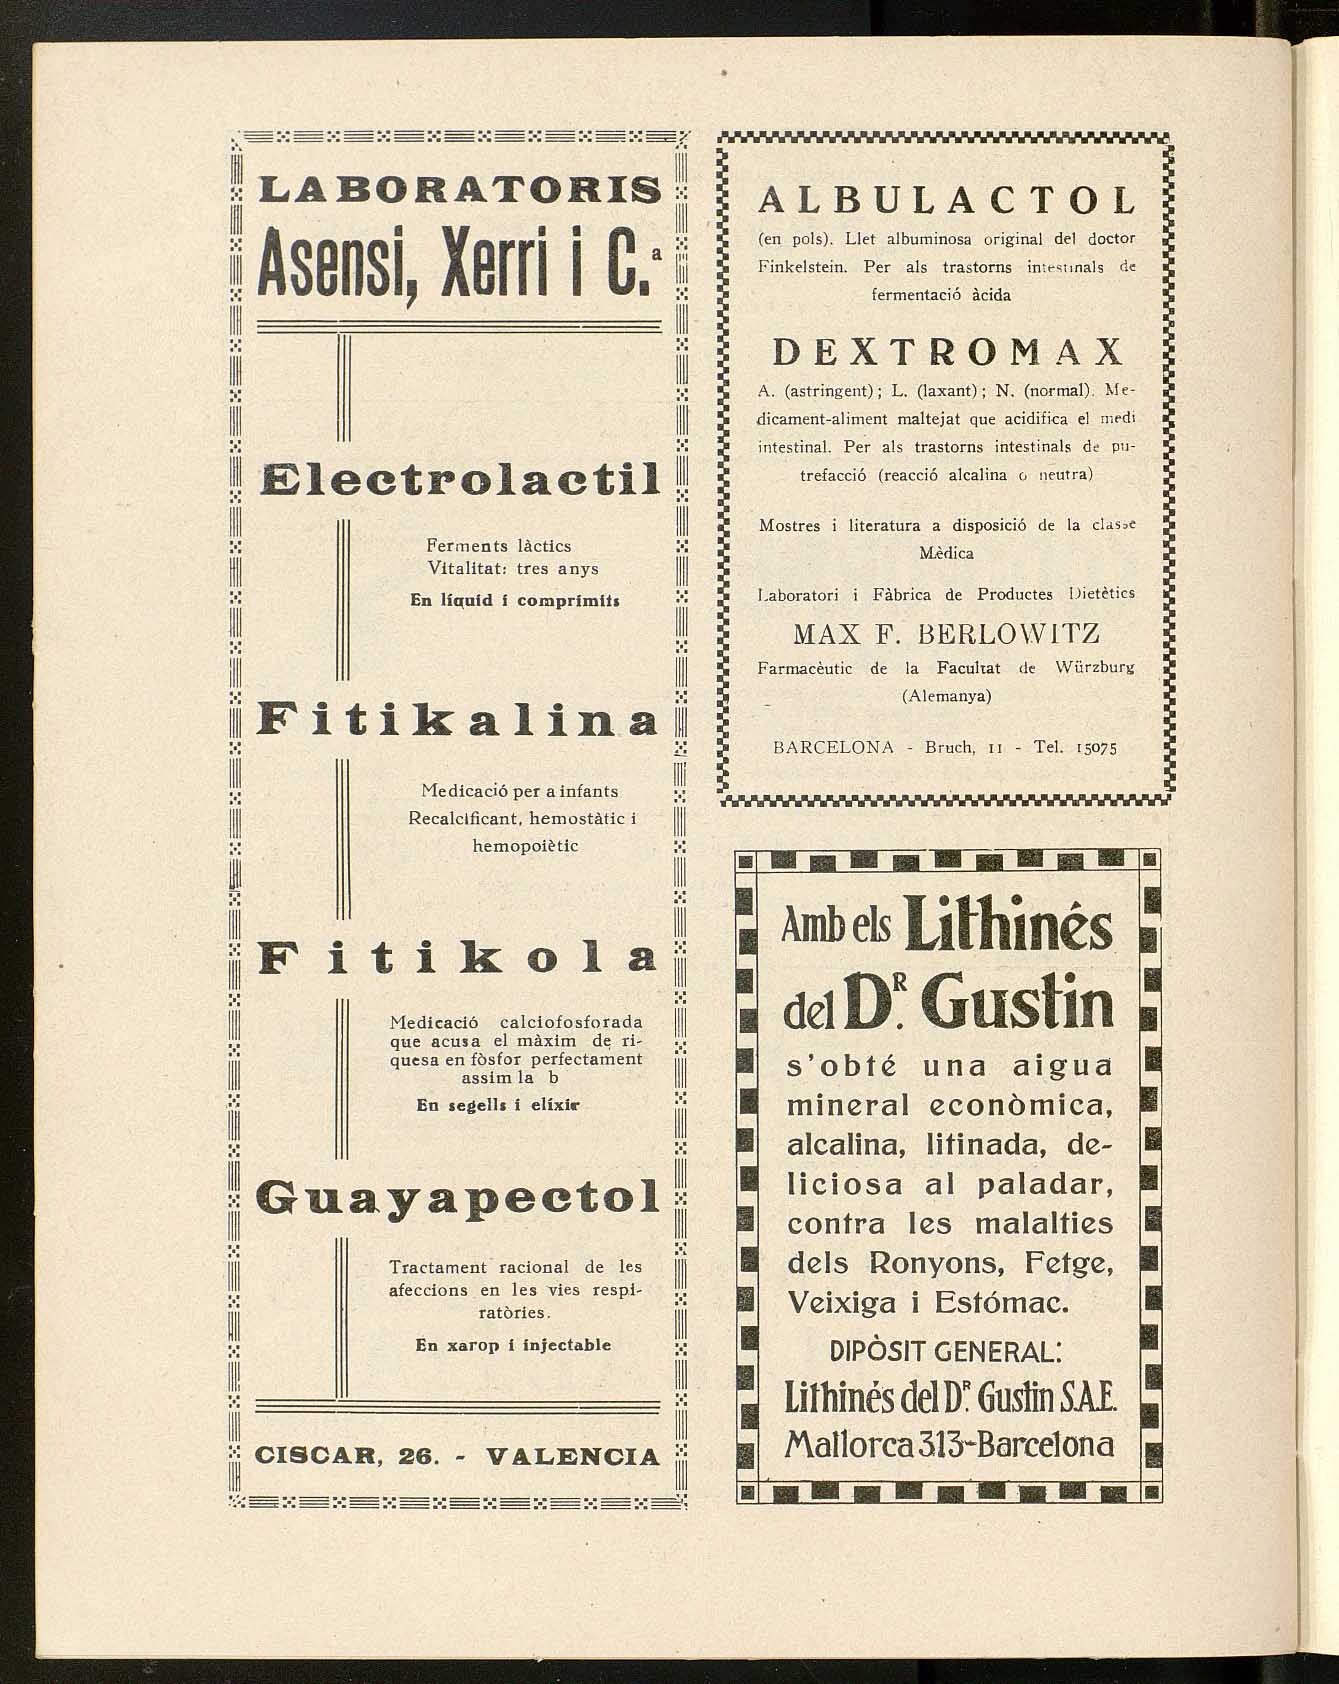 LABORATORIS
Asensi, Xerri i C.ª
Electrolactil
Ferments làctics
Vitalitat: tres anys
En líquid i comprimits
Fitikalina
Medicació per a infants
Recalcificant, hemostàtic i
hemopoiètic
Fitikola
Medicació calciofosforada
que acusa el màxim de ri-
quesa en fòsfor perfectament
assim la b
En segells i elíxir
Guayapectol
Tractament racional de les
afeccions en les vies respi-
ratòries.
En xarop i injectable
CISCAR, 26. - VALENCIA
ALBULACTOL
(en pols). Llet albuminosa original del doctor
Finkelstein. Per als trastorns intestinals de
fermentació àcida
DEXTROMAX
A. (astringent); L. (laxant); N. (normal). Me-
dicament-aliment maltejat que acidifica el medi
intestinal. Per als trastorns intestinals de pu-
trefacció (reacció alcalina o neutra)
Mostres i literatura a disposició de la classe
Mèdica
Laboratori i Fàbrica de Productes Dietètics
MAX F. BERLOWITZ
Farmacèutic de la Facultat de Würzburg
(Alemanya)
BARCELONA - Bruch, 11 - Tel. 15075
Amb els Lithinés
del Dr. Gustin
s'obté una aigua
mineral econòmica,
alcalina, litinada, de-
liciosa al paladar,
contra les malalties
dels Ronyons, Fetge,
Veixiga i Estómac.
DIPÒSIT GENERAL:
Lithinés del Dr. Gustin S.A.E.
Mallorca 313-Barcelona